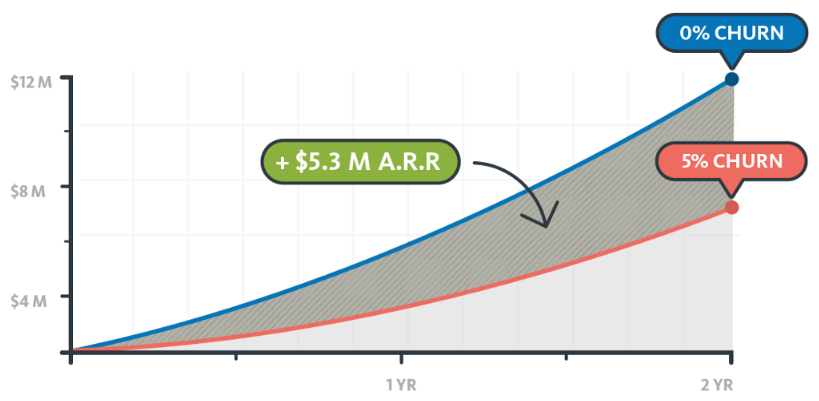 0% CHURN
$12 M
+ $5.3 M A.R.R
5% CHURN
$8 M
$4 M
1 YR
2 YR